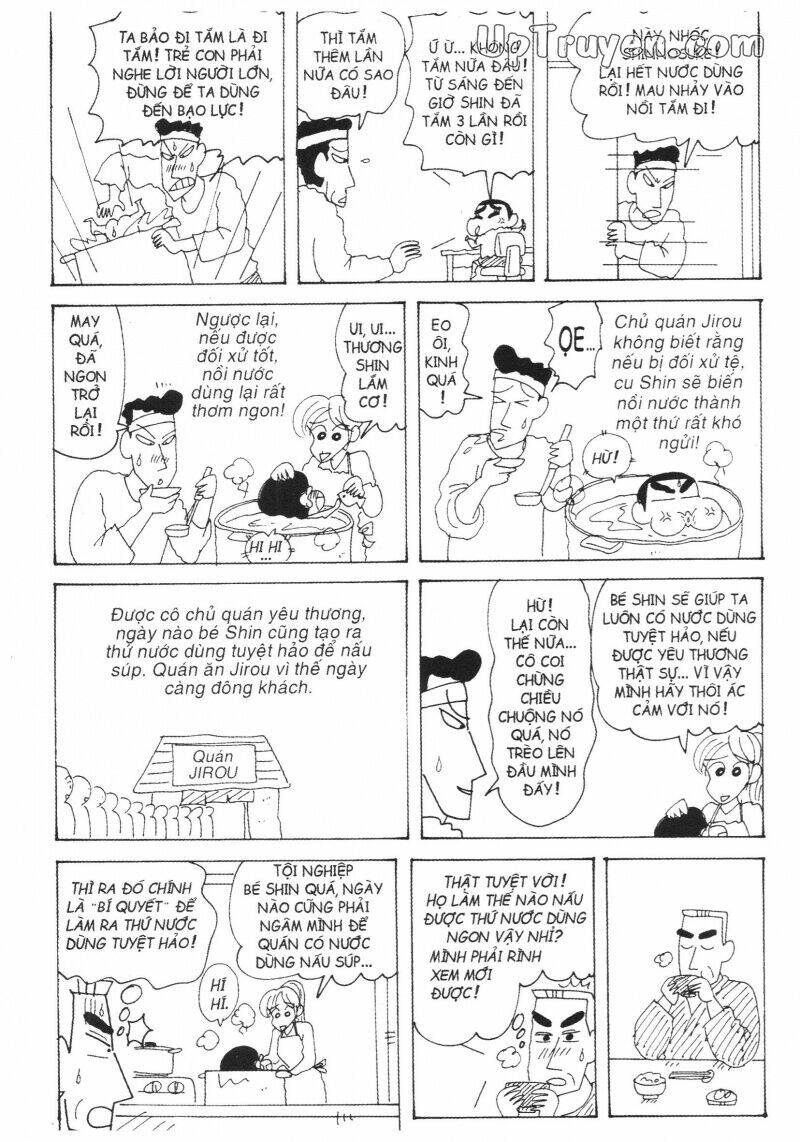 UpTruyen.com
NÀY NHÓC
SHINNOSUKE!
LẠI HẾT NƯỚC DÙNG
RỒI! MAU NHẢY VÀO
NỒI TẮM ĐI!
Ứ Ừ... KHÔNG
TẮM NỮA ĐÂU!
TỪ SÁNG ĐẾN
GIỜ SHIN ĐÃ
TẮM 3 LẦN RỒI
CÒN GÌ!
THÌ TẮM
THÊM LẦN
NỮA CÓ SAO
ĐÂU!
TA BẢO ĐI TẮM LÀ ĐI
TẮM! TRẺ CON PHẢI
NGHE LỜI NGƯỜI LỚN,
ĐỪNG ĐỂ TA DÙNG
ĐẾN BẠO LỰC!
Chủ quán Jirou
không biết rằng
nếu bị đối xử tệ,
cu Shin sẽ biến
nồi nước thành
một thứ rất khó
ngửi!
HỪ!
ỌE...
EO
ÔI,
KINH
QUÁ!
UI, UI...
THƯƠNG
SHIN
LẮM
CƠ!
Ngược lại,
nếu được
đối xử tốt,
nồi nước
dùng lại rất
thơm ngon!
HI HI
...
MAY
QUÁ,
ĐÃ
NGON
TRỞ
LẠI
RỒI!
BÉ SHIN SẼ GIÚP TA
LUÔN CÓ NƯỚC DÙNG
TUYỆT HẢO, NẾU
ĐƯỢC YÊU THƯƠNG
THẬT SỰ... VÌ VẬY
MÌNH HÃY THÔI ÁC
CẢM VỚI NÓ!
HỪ!
LẠI CÒN
THẾ NỮA...
CÔ COI
CHỪNG
CHIỀU
CHUỘNG NÓ
QUÁ, NÓ
TRÈO LÊN
ĐẦU MÌNH
ĐẤY!
Được cô chủ quán yêu thương,
ngày nào bé Shin cũng tạo ra
thứ nước dùng tuyệt hảo để nấu
súp. Quán ăn Jirou vì thế ngày
càng đông khách.
Quán
JIROU
THẬT TUYỆT VỜI!
HỌ LÀM THẾ NÀO NẤU
ĐƯỢC THỨ NƯỚC DÙNG
NGON VẬY NHỈ?
MÌNH PHẢI RÌNH
XEM MỚI
ĐƯỢC!
TỘI NGHIỆP
BÉ SHIN QUÁ, NGÀY
NÀO CŨNG PHẢI
NGÂM MÌNH ĐỂ
QUÁN CÓ NƯỚC
DÙNG NẤU SÚP...
HÍ
HÍ.
THÌ RA ĐÓ CHÍNH
LÀ "BÍ QUYẾT" ĐỂ
LÀM RA THỨ NƯỚC
DÙNG TUYỆT HẢO!